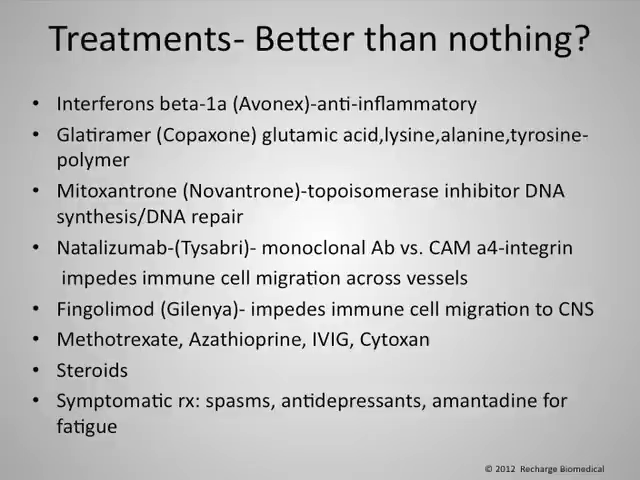 Treatments- Better than nothing?
• Interferons beta-1a (Avonex)-anti-inflammatory
• Glatiramer (Copaxone) glutamic acid,lysine,alanine,tyrosine-
polymer
• Mitoxantrone (Novantrone)-topoisomerase inhibitor DNA
synthesis/DNA repair
• Natalizumab-(Tysabri)- monoclonal Ab vs. CAM a4-integrin
impedes immune cell migration across vessels
• Fingolimod (Gilenya)- impedes immune cell migration to CNS
• Methotrexate, Azathioprine, IVIG, Cytoxan
• Steroids
• Symptomatic rx: spasms, antidepressants, amantadine for
fatigue
© 2012 Recharge Biomedical